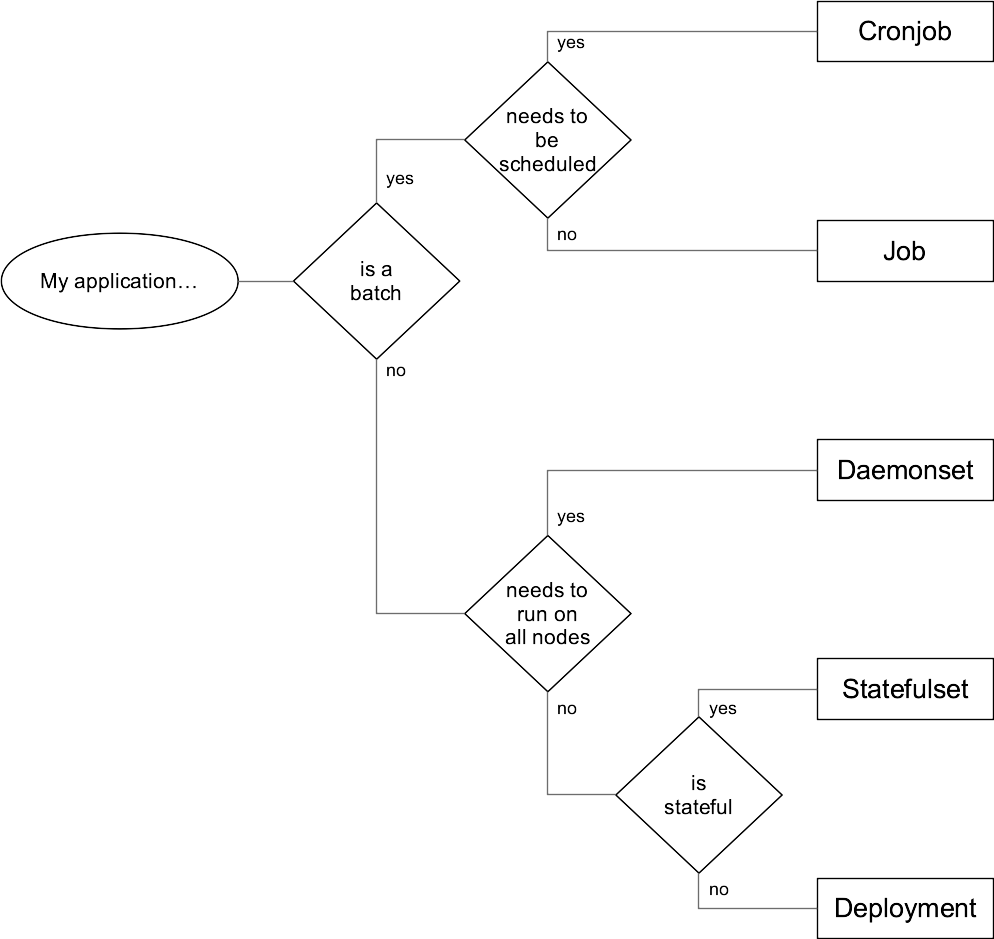 Cronjob
yes
needs to
be
scheduled
yes
no
Job
My application…
is a
batch
no
Daemonset
yes
needs to
run on
all nodes
no
Statefulset
yes
is
stateful
no
Deployment